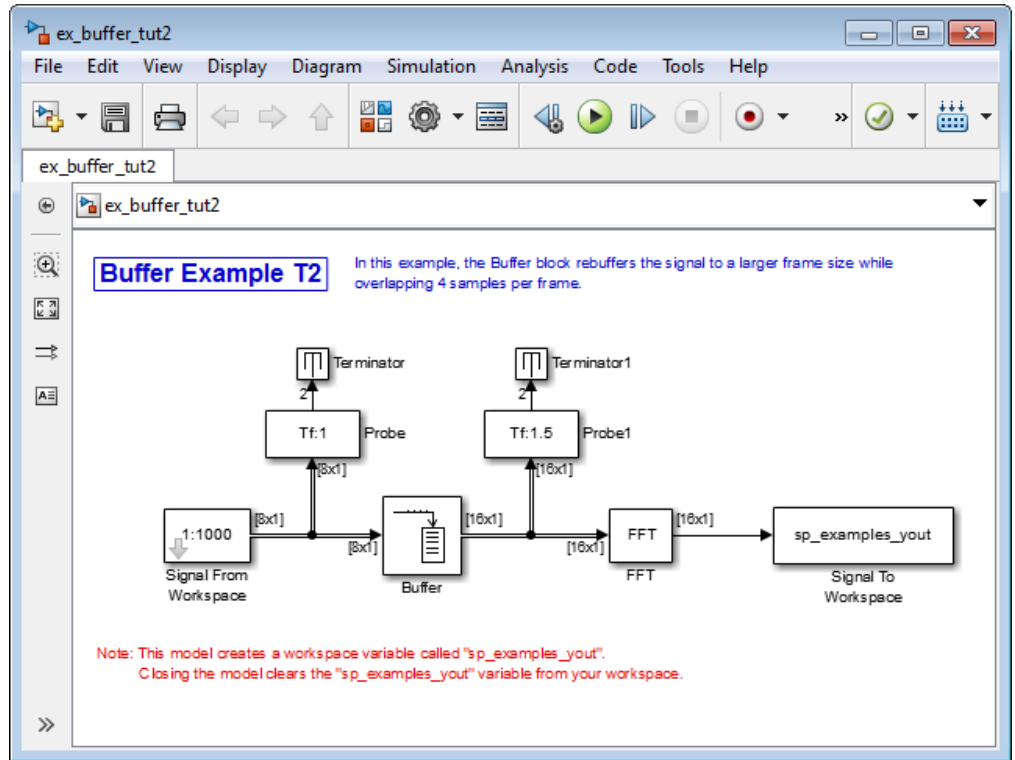 ex_buffer_tut2
File Edit View Display Diagram Simulation Analysis Code Tools Help
ex_buffer_tut2
ex_buffer_tut2
Buffer Example T2
In this example, the Buffer block rebuffers the signal to a larger frame size while
overlapping 4 samples per frame.
Terminator
Terminator1
2
2
Tf:1
Probe
Tf:1.5
Probe1
[8x1]
[16x1]
[8x1]
[16x1]
[16x1]
1:1000
FFT
sp_examples_yout
[8x1]
[16x1]
Signal From
Workspace
Buffer
FFT
Signal To
Workspace
Note: This model creates a workspace variable called "sp_examples_yout".
Closing the model clears the "sp_examples_yout" variable from your workspace.